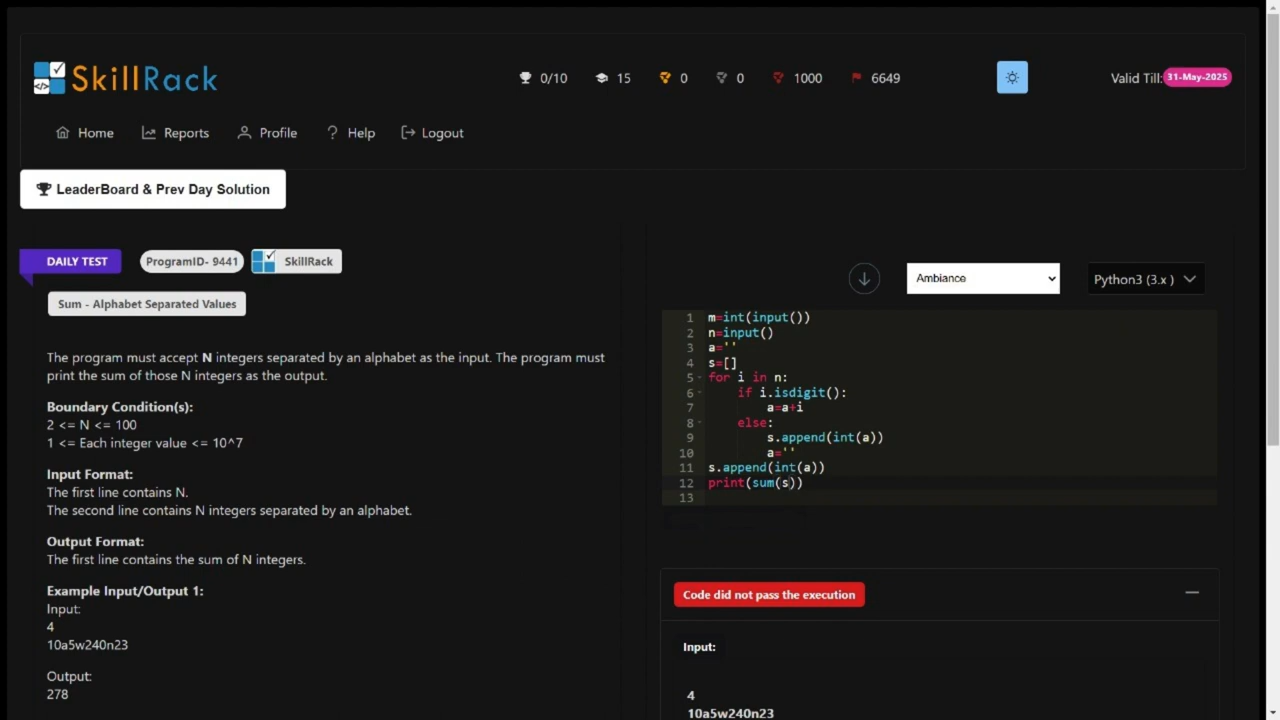 SkillRack
0/10 15 0 0 1000 6649
Valid Till: 31-May-2025
Home Reports Profile ? Help Logout
LeaderBoard & Prev Day Solution
DAILY TEST ProgramID- 9441 SkillRack
Sum - Alphabet Separated Values
The program must accept N integers separated by an alphabet as the input. The program must
print the sum of those N integers as the output.
Boundary Condition(s):
2 <= N <= 100
1 <= Each integer value <= 10^7
Input Format:
The first line contains N.
The second line contains N integers separated by an alphabet.
Output Format:
The first line contains the sum of N integers.
Example Input/Output 1:
Input:
4
10a5w240n23
Output:
278
Ambiance
Python3 (3.x )
1 m=int(input())
2 n=input()
3 a=''
4 s=[]
5 for i in n:
6 if i.isdigit():
7 a=a+i
8 else:
9 s.append(int(a))
10 a=''
11 s.append(int(a))
12 print(sum(s))
13
Code did not pass the execution
Input:
4
10a5w240n23